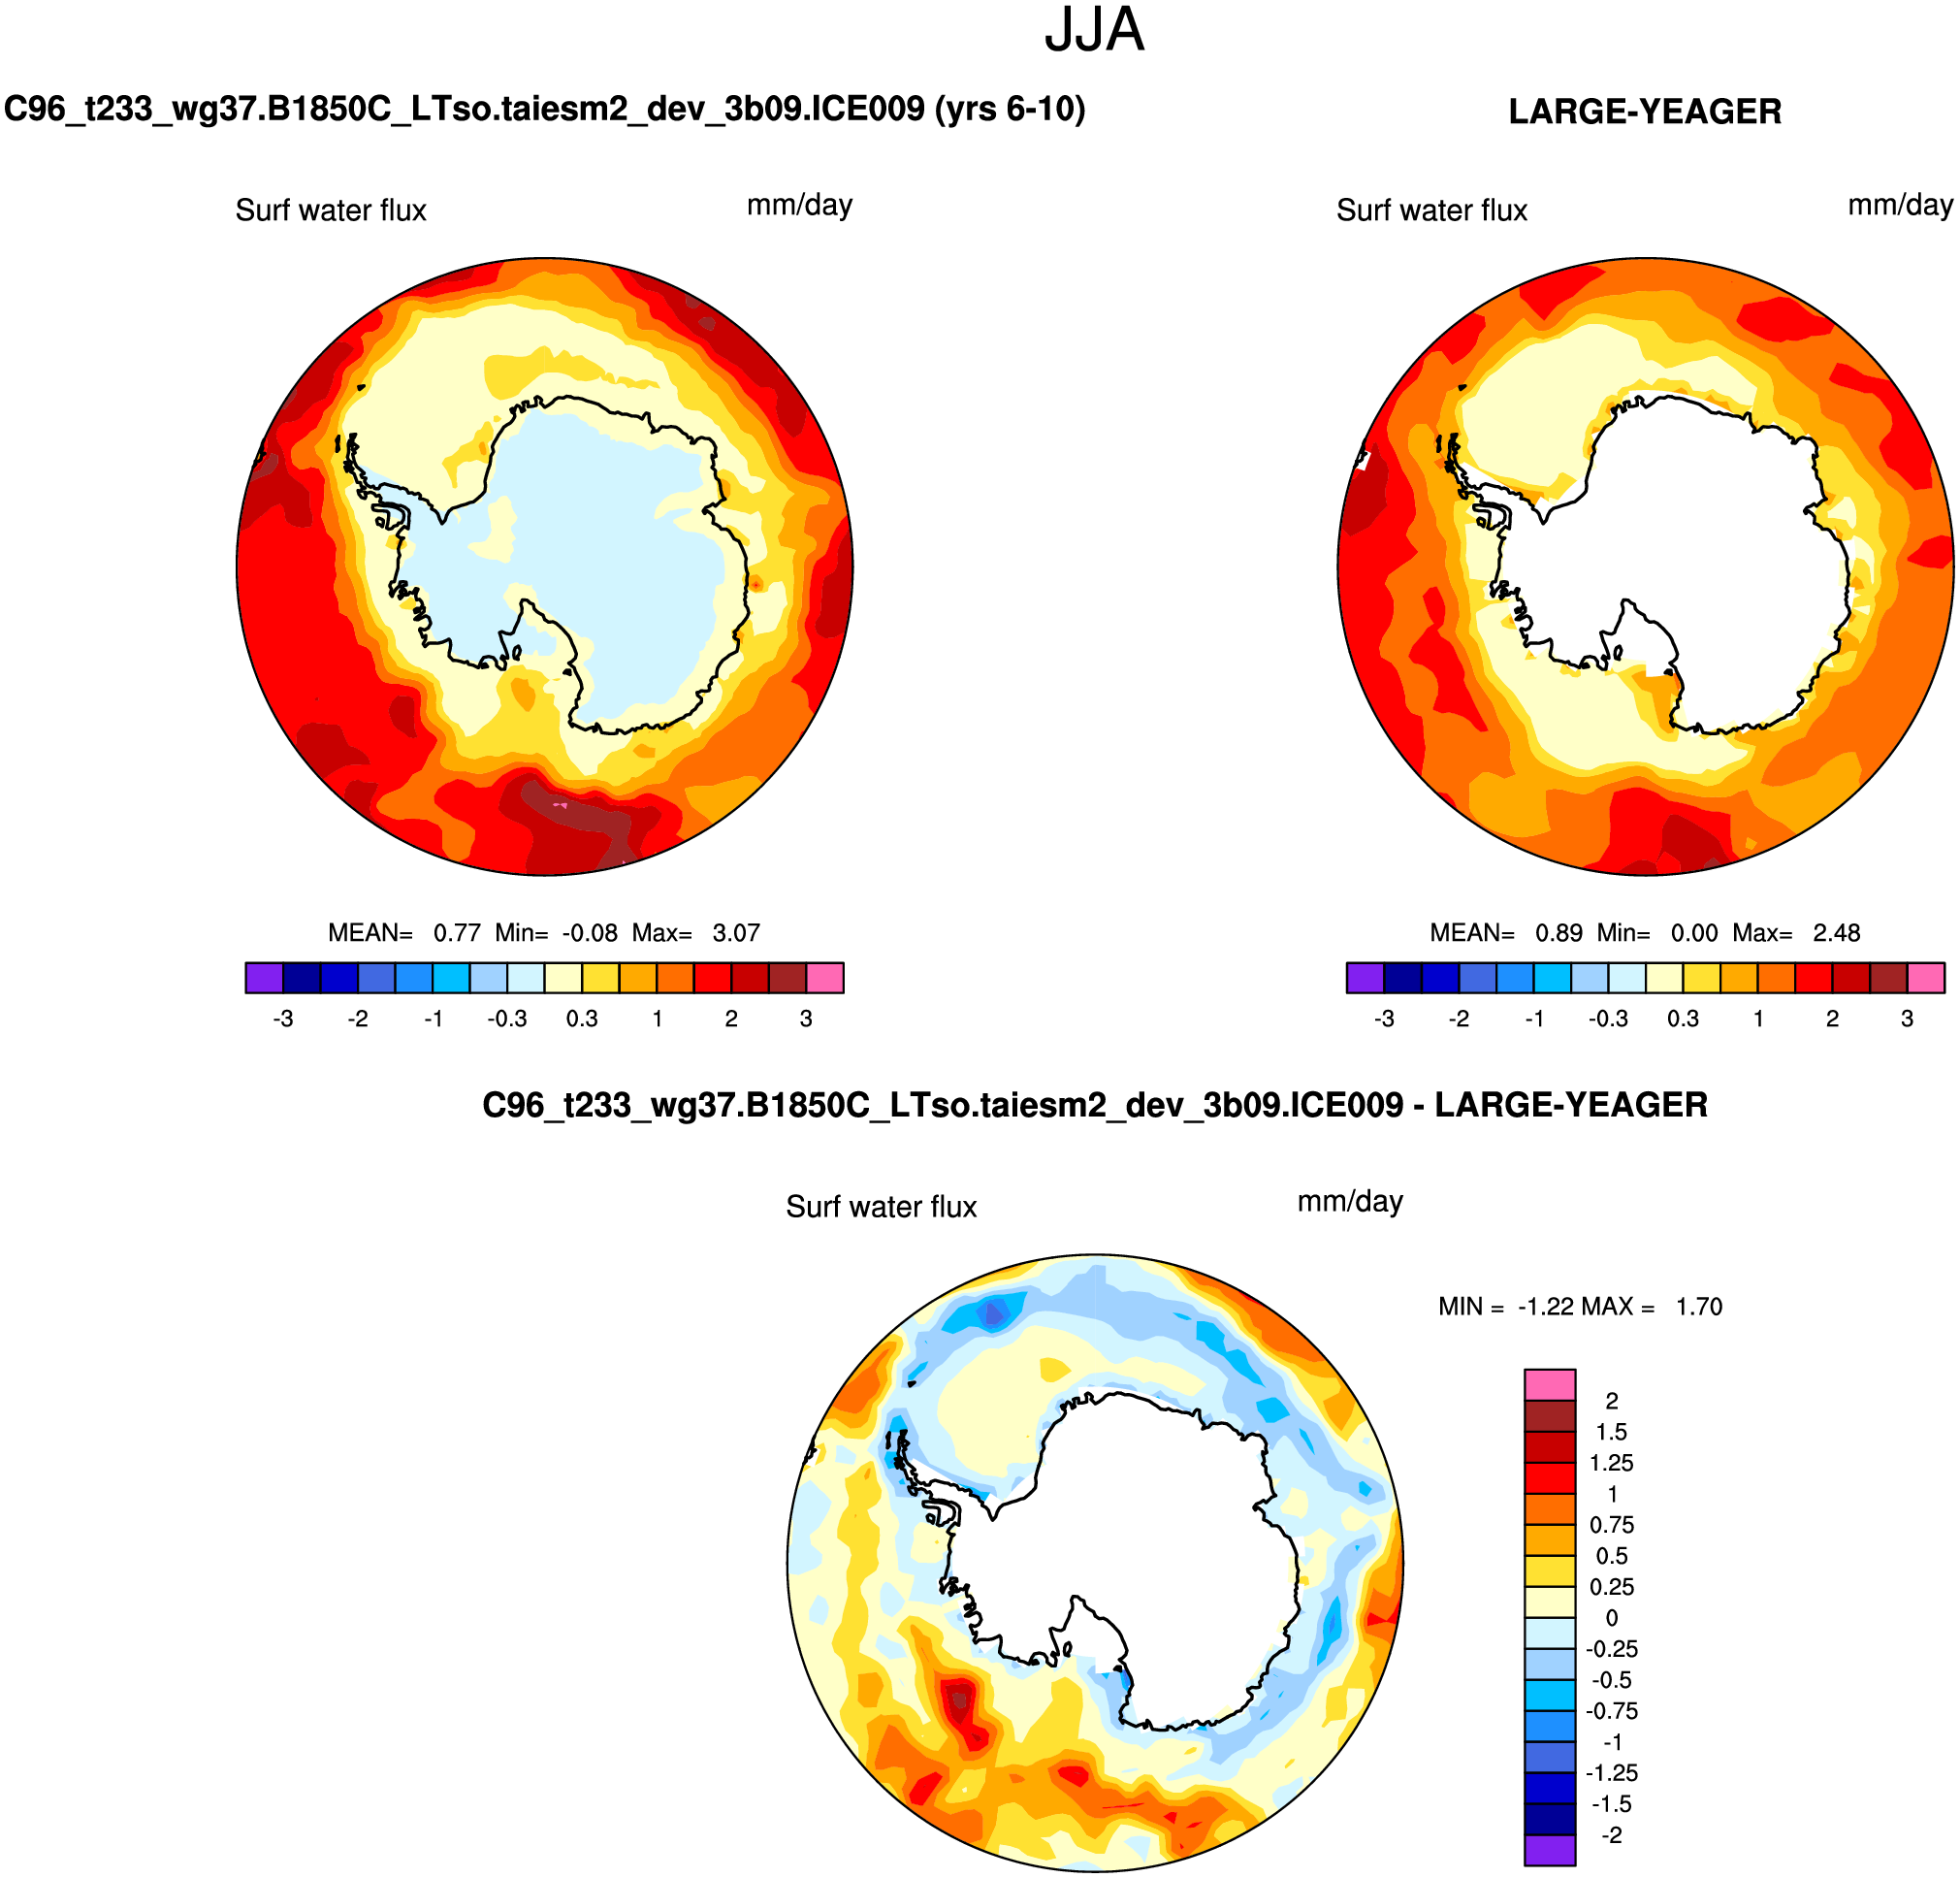 JJA
C96_t233_wg37.B1850C_LTso.taiesm2_dev_3b09.ICE009 (yrs 6-10)
LARGE-YEAGER
Surf water flux mm/day
Surf water flux mm/day
MEAN= 0.77 Min= -0.08 Max= 3.07
MEAN= 0.89 Min= 0.00 Max= 2.48
-3 -2 -1 -0.3 0.3 1 2 3
-3 -2 -1 -0.3 0.3 1 2 3
C96_t233_wg37.B1850C_LTso.taiesm2_dev_3b09.ICE009 - LARGE-YEAGER
Surf water flux mm/day
MIN = -1.22 MAX = 1.70
2
1.5
1.25
1
0.75
0.5
0.25
0
-0.25
-0.5
-0.75
-1
-1.25
-1.5
-2